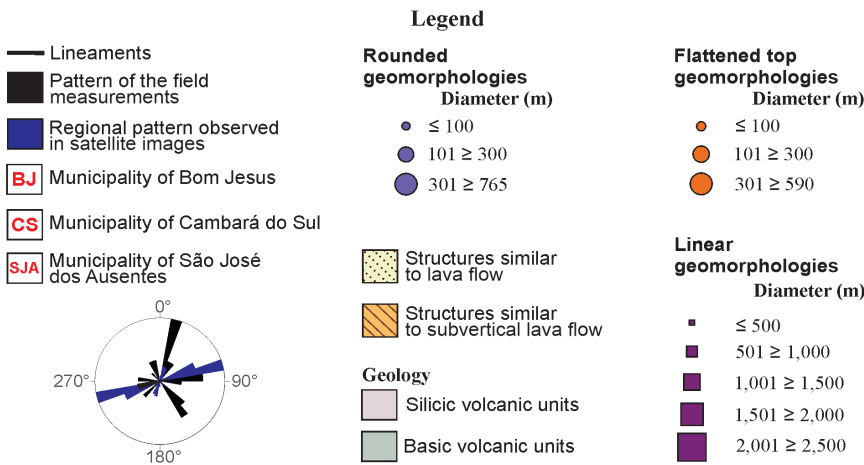 Legend
Lineaments
Pattern of the field
measurements
Regional pattern observed
in satellite images
BJ Municipality of Bom Jesus
CS Municipality of Cambará do Sul
SJA Municipality of São José
dos Ausentes
0°
270°
90°
180°
Rounded
geomorphologies
Diameter (m)
≤ 100
101 ≥ 300
301 ≥ 765
Structures similar
to lava flow
Structures similar
to subvertical lava flow
Geology
Silicic volcanic units
Basic volcanic units
Flattened top
geomorphologies
Diameter (m)
≤ 100
101 ≥ 300
301 ≥ 590
Linear
geomorphologies
Diameter (m)
≤ 500
501 ≥ 1,000
1,001 ≥ 1,500
1,501 ≥ 2,000
2,001 ≥ 2,500